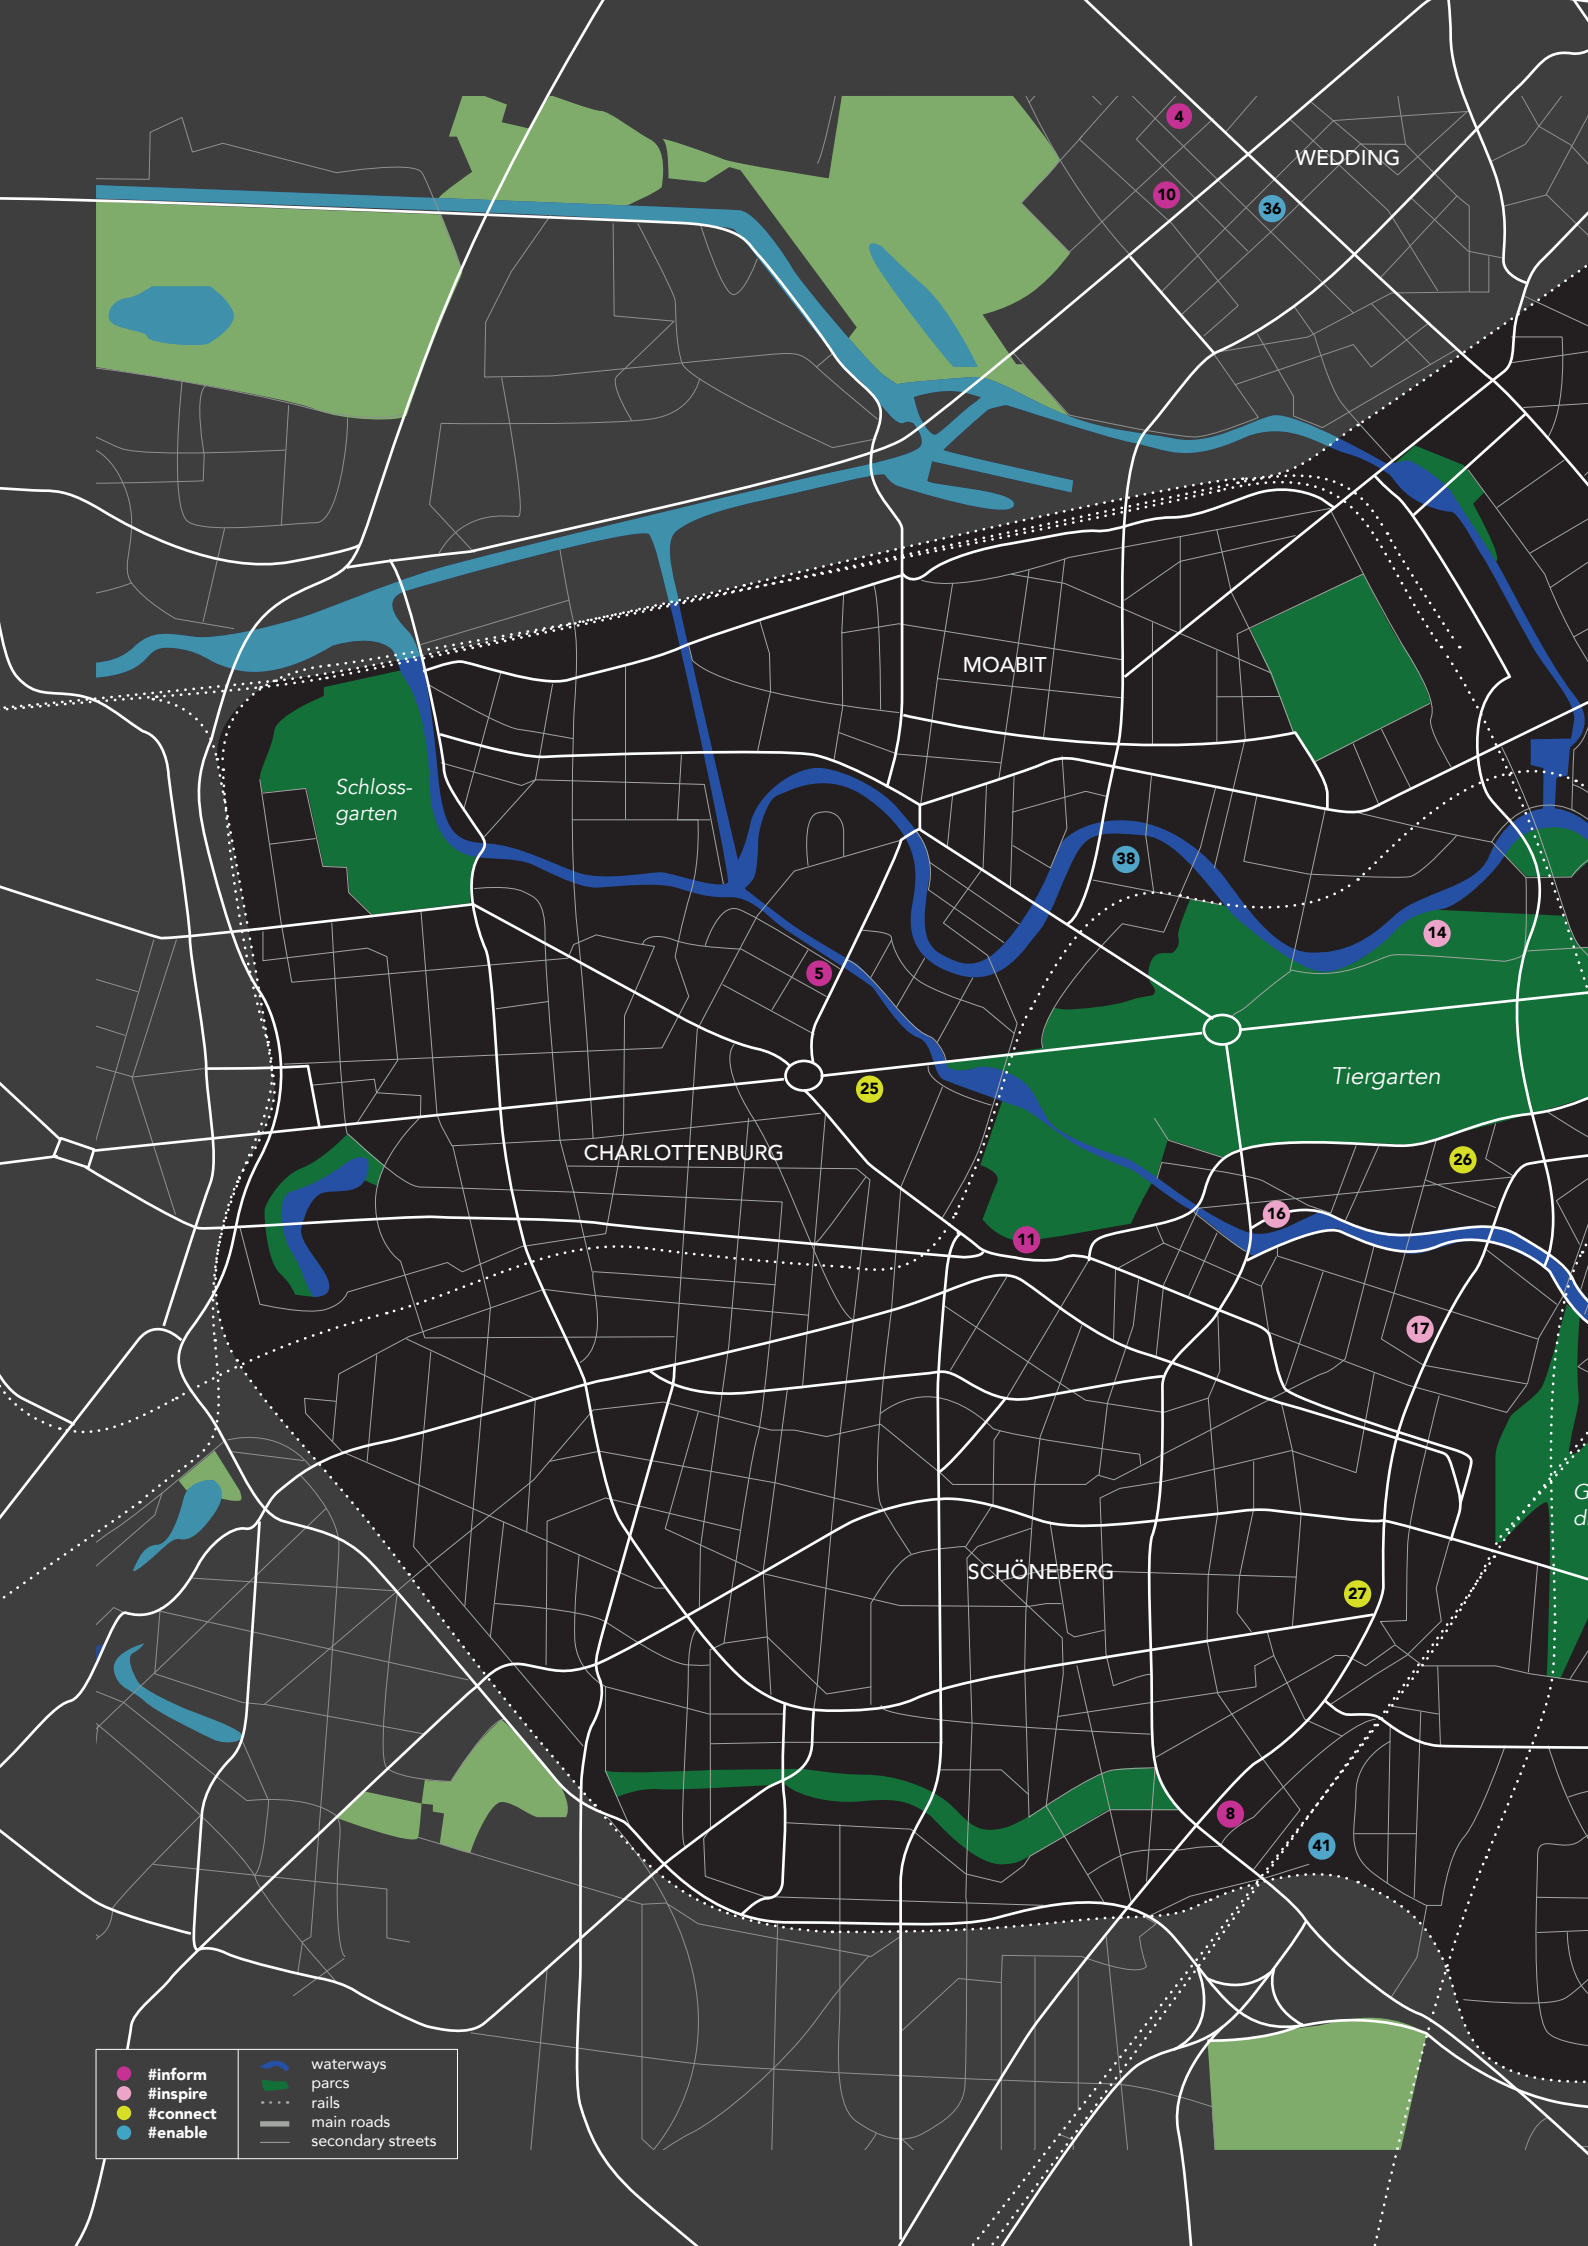 4
WEDDING
10
36
MOABIT
Schloss-
garten
38
14
5
Tiergarten
25
CHARLOTTENBURG
26
16
11
17
G
d
SCHÖNEBERG
27
8
41
#inform
#inspire
#connect
#enable
waterways
parcs
rails
main roads
secondary streets